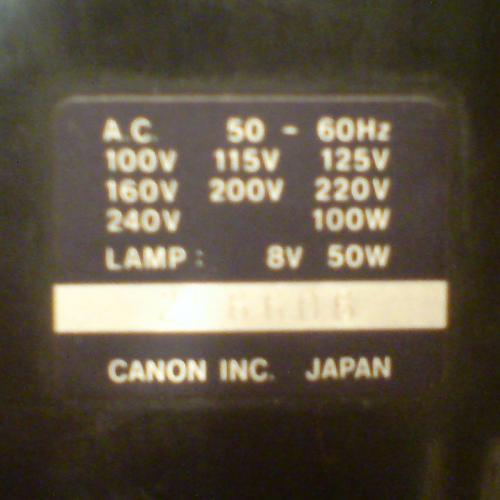 A.C. 50 - 60Hz
100V 115V 125V
160V 200V 220V
240V 100W
LAMP: 8V 50W
CANON INC. JAPAN